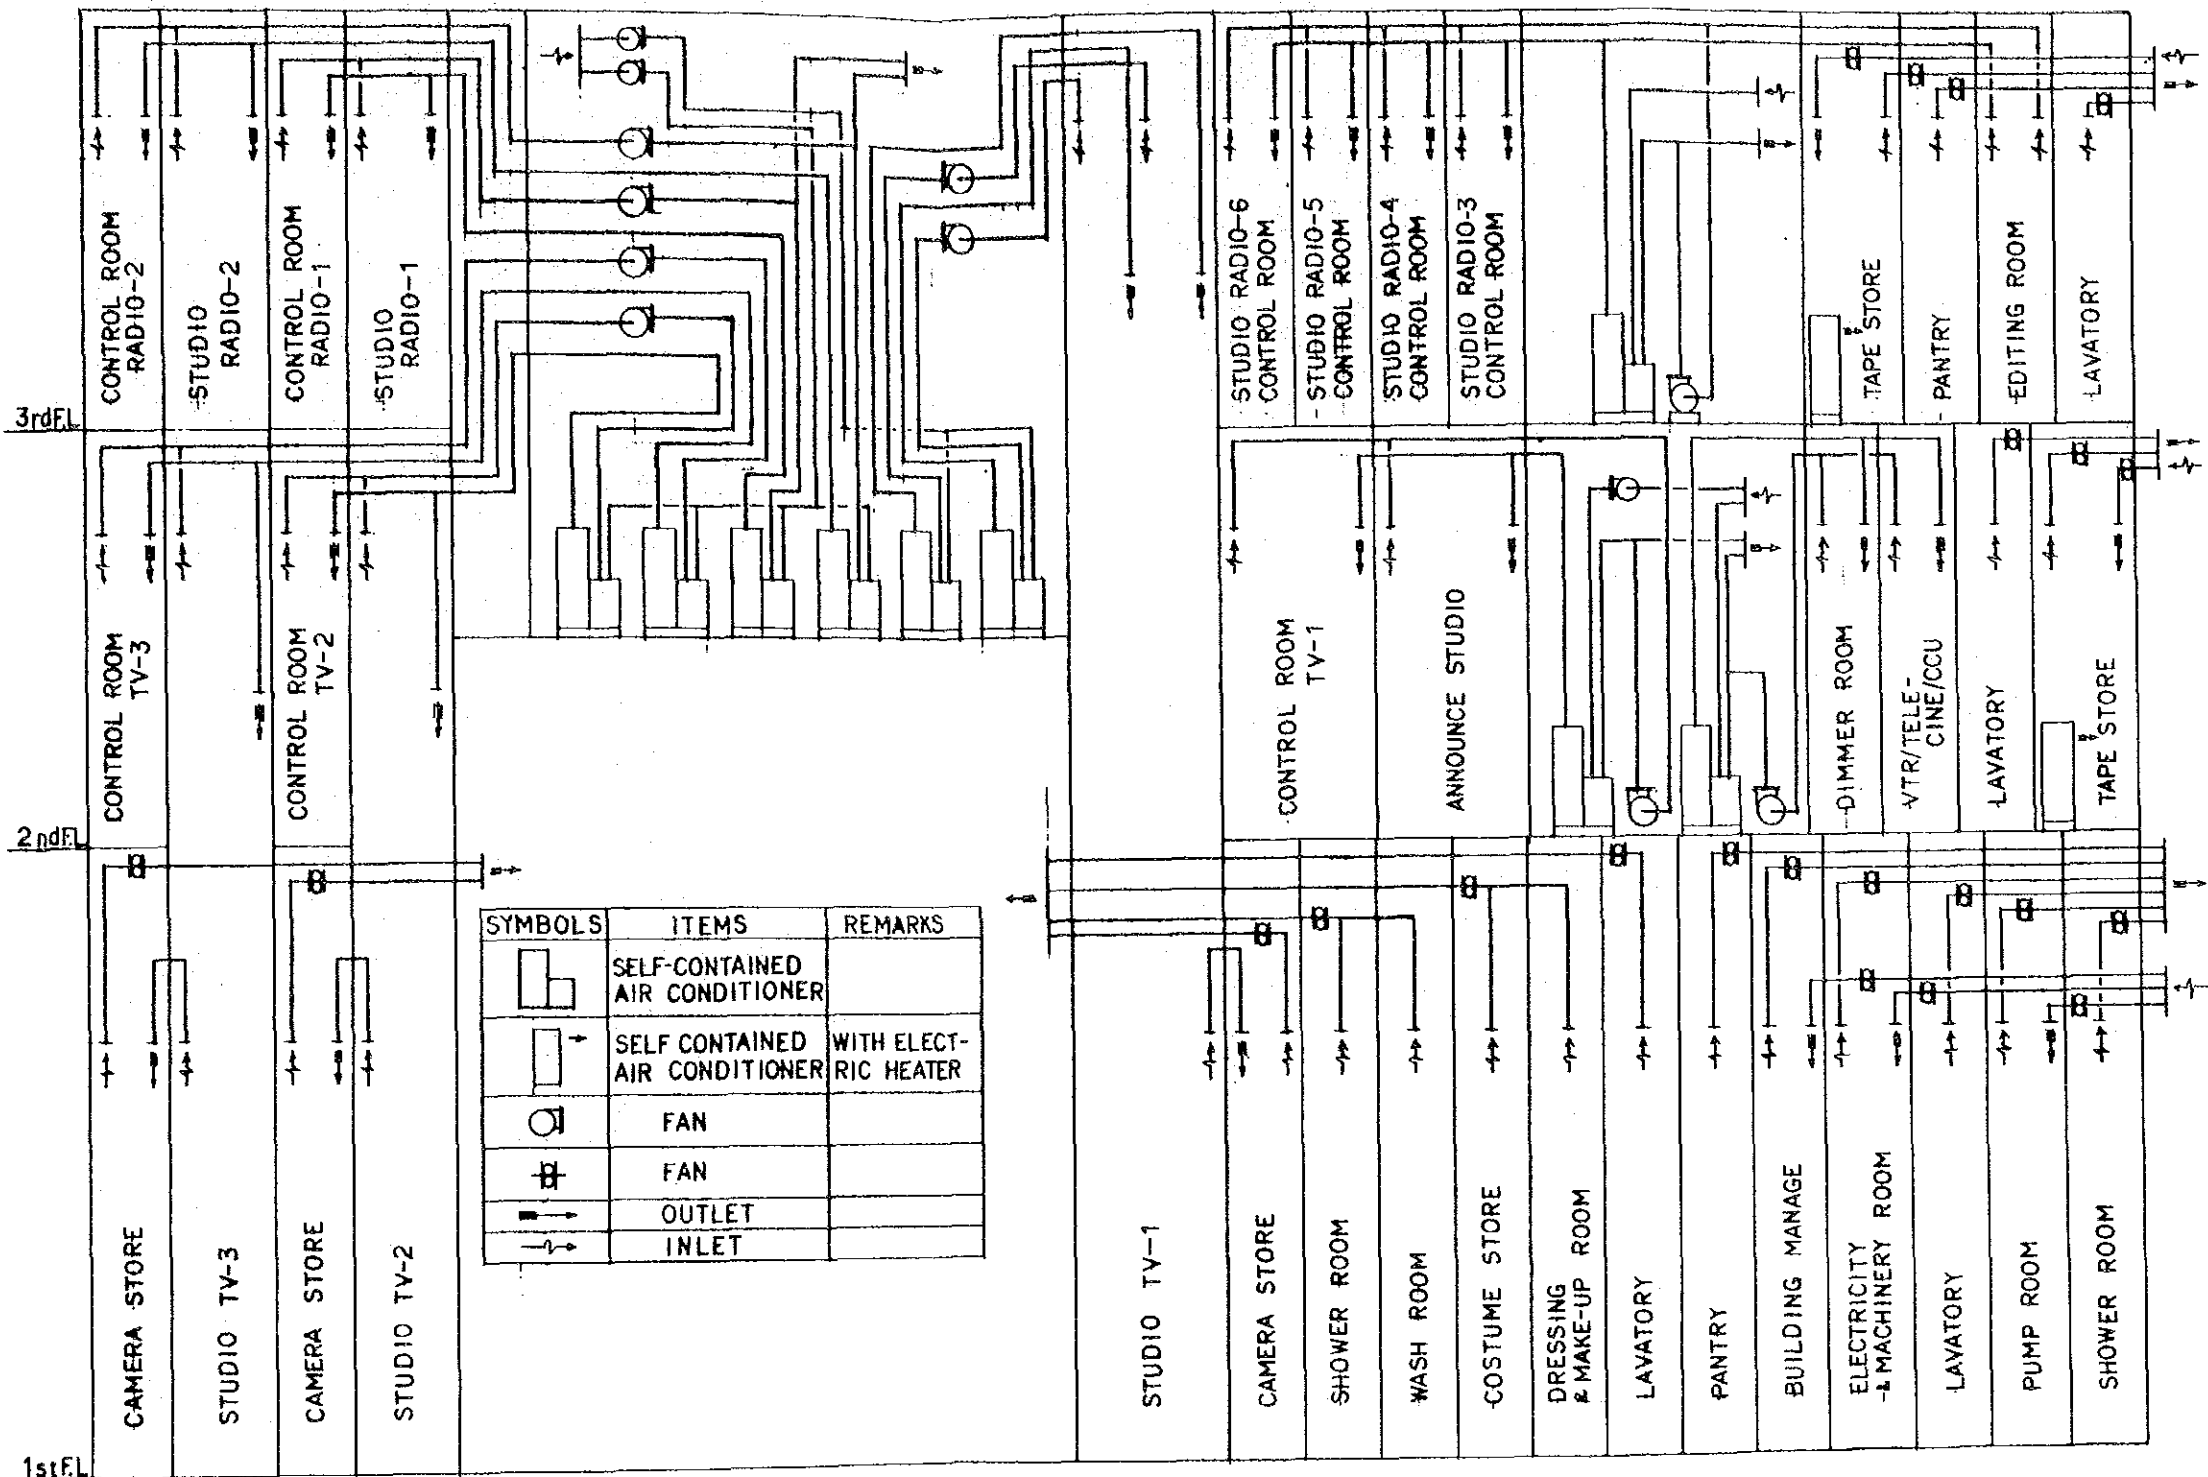 3rd FL
2nd FL
1st FL
CONTROL ROOM
RADIO-2
STUDIO
RADIO-2
CONTROL ROOM
RADIO-1
STUDIO
RADIO-1
STUDIO RADIO-6
CONTROL ROOM
STUDIO RADIO-5
CONTROL ROOM
STUDIO RADIO-4
CONTROL ROOM
STUDIO RADIO-3
CONTROL ROOM
TAPE STORE
PANTRY
EDITING ROOM
LAVATORY
CONTROL ROOM
TV-3
CONTROL ROOM
TV-2
CONTROL ROOM
TV-1
ANNOUNCE STUDIO
DIMMER ROOM
VTR/TELE-
CINE/CCU
LAVATORY
TAPE STORE
CAMERA STORE
STUDIO TV-3
CAMERA STORE
STUDIO TV-2
STUDIO TV-1
CAMERA STORE
SHOWER ROOM
WASH ROOM
COSTUME STORE
DRESSING
& MAKE-UP ROOM
LAVATORY
PANTRY
BUILDING MANAGE
ELECTRICITY
& MACHINERY ROOM
LAVATORY
PUMP ROOM
SHOWER ROOM
SYMBOLS ITEMS REMARKS
SELF-CONTAINED
AIR CONDITIONER
SELF CONTAINED WITH ELECT-
AIR CONDITIONER RIC HEATER
FAN
FAN
OUTLET
INLET